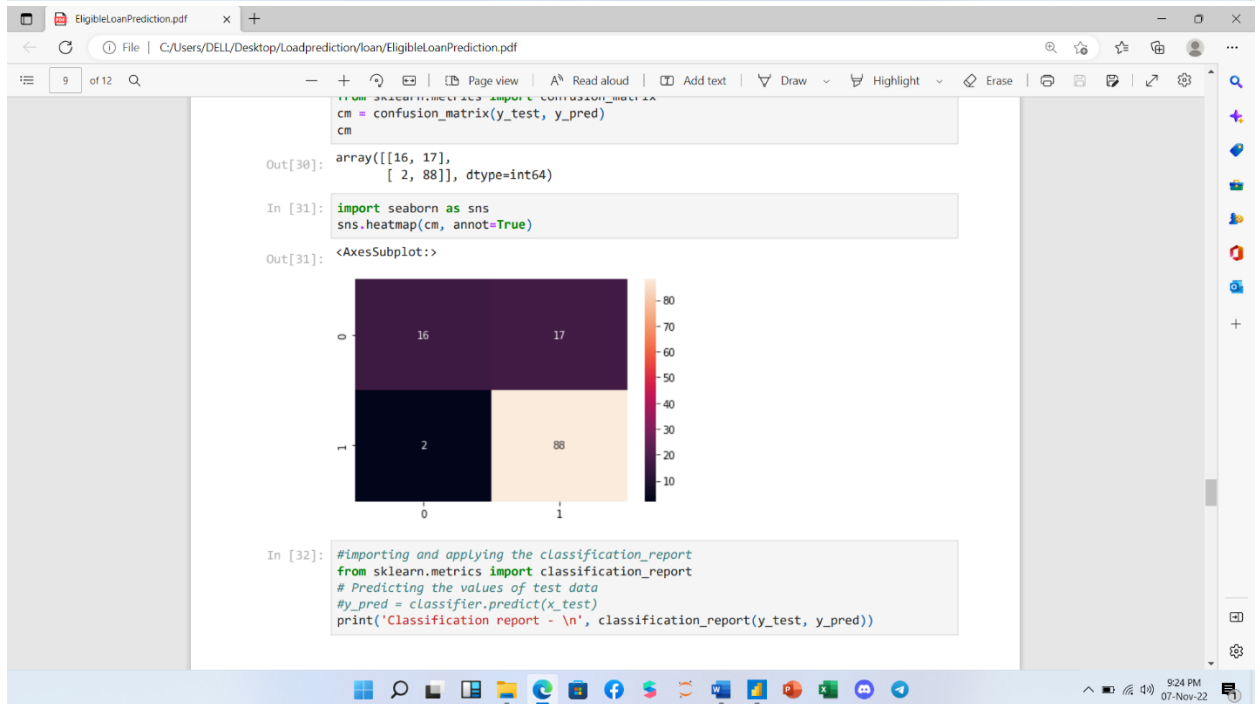 EligibleLoanPrediction.pdf
File | C:/Users/DELL/Desktop/Loadprediction/loan/EligibleLoanPrediction.pdf
9 of 12 Page view Read aloud Add text Draw Highlight Erase
from sklearn.metrics import confusion_matrix
cm = confusion_matrix(y_test, y_pred)
cm
Out[30]: array([[16, 17],
[ 2, 88]], dtype=int64)
In [31]: import seaborn as sns
sns.heatmap(cm, annot=True)
Out[31]: <AxesSubplot:>
80
70
60
50
40
30
20
10
0
16 17
1
2 88
0 1
In [32]: #importing and applying the classification_report
from sklearn.metrics import classification_report
# Predicting the values of test data
#y_pred = classifier.predict(x_test)
print('Classification report - \n', classification_report(y_test, y_pred))
9:24 PM
07-Nov-22